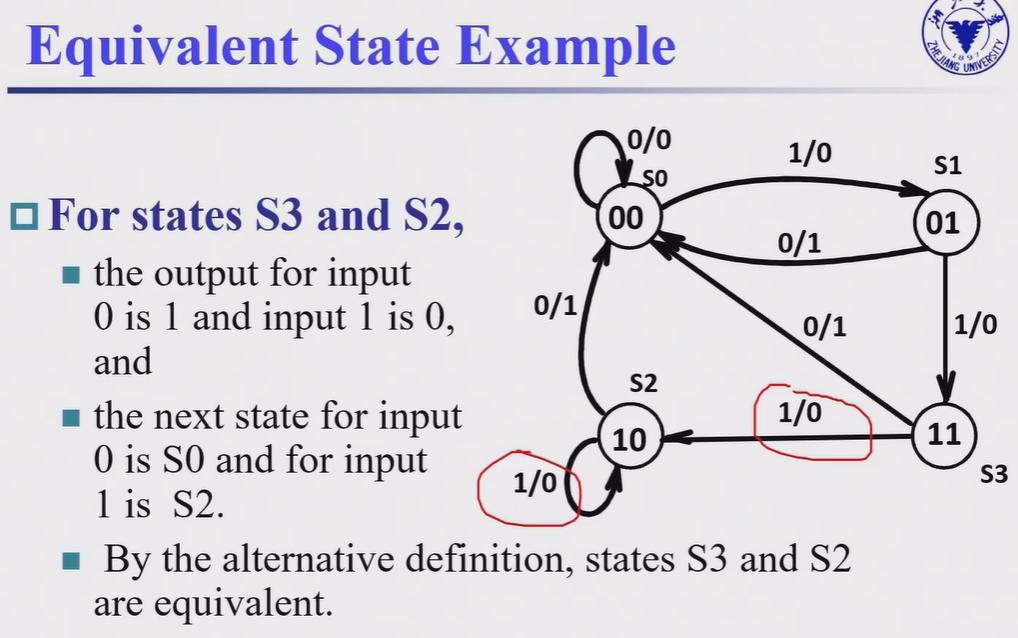 Equivalent State Example
ZHEJIANG UNIVERSITY
1897
For states S3 and S2,
the output for input
0 is 1 and input 1 is 0,
and
the next state for input
0 is S0 and for input
1 is S2.
By the alternative definition, states S3 and S2
are equivalent.
0/0
S0
00
1/0
S1
01
0/1
0/1
0/1
1/0
S2
10
1/0
1/0
11
S3